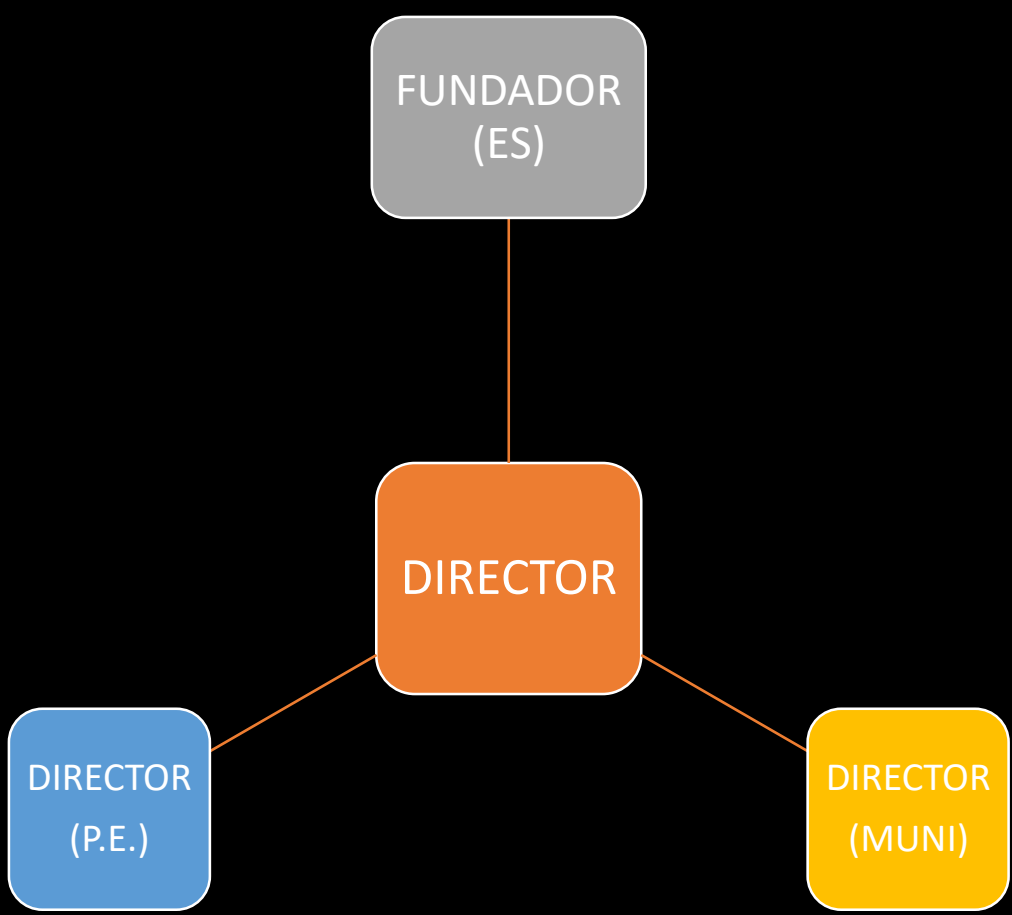 FUNDADOR
(ES)
DIRECTOR
DIRECTOR
(P.E.)
DIRECTOR
(MUNI)